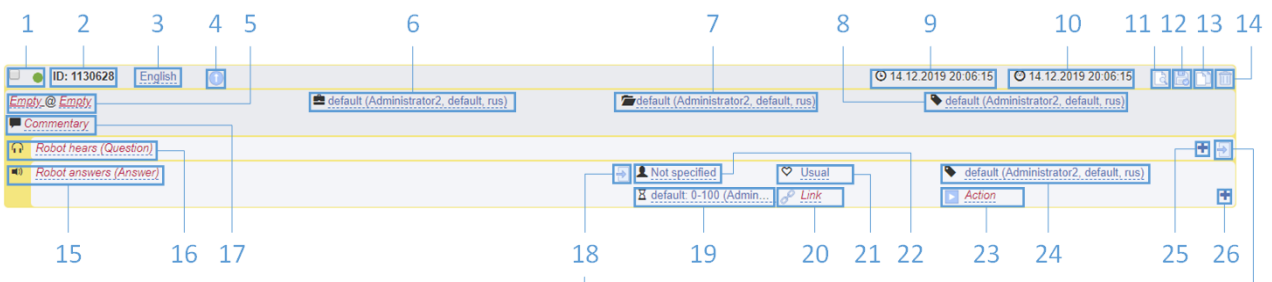 1 2 3 4 5 6 7 8 9 10 11 12 13 14
ID: 1130628 English 14.12.2019 20:06:15 14.12.2019 20:06:15
Empty @ Empty default (Administrator2, default, rus) default (Administrator2, default, rus) default (Administrator2, default, rus)
Commentary
Robot hears (Question)
Robot answers (Answer) Not specified Usual default (Administrator2, default, rus)
default: 0-100 (Admin... Link Action
15 16 17 18 19 20 21 22 23 24 25 26